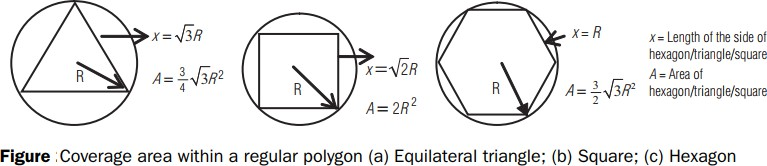 x = √3R
R
A = 3/4 √3R²
x = √2R
R
A = 2R²
x = R
R
A = 3/2 √3R²
x = Length of the side of
hexagon/triangle/square
A = Area of
hexagon/triangle/square
Figure : Coverage area within a regular polygon (a) Equilateral triangle; (b) Square; (c) Hexagon